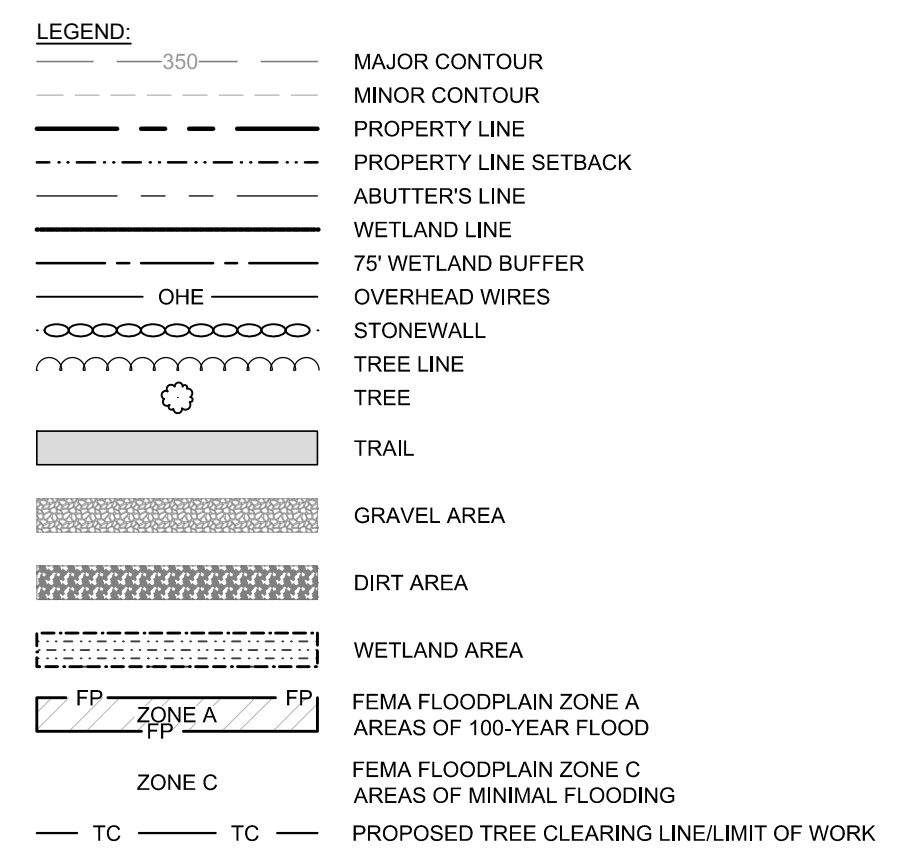 LEGEND:
350 MAJOR CONTOUR
MINOR CONTOUR
PROPERTY LINE
PROPERTY LINE SETBACK
ABUTTER'S LINE
WETLAND LINE
75' WETLAND BUFFER
OHE OVERHEAD WIRES
STONEWALL
TREE LINE
TREE
TRAIL
GRAVEL AREA
DIRT AREA
WETLAND AREA
FP FP FEMA FLOODPLAIN ZONE A
ZONE A
FP AREAS OF 100-YEAR FLOOD
FEMA FLOODPLAIN ZONE C
ZONE C
AREAS OF MINIMAL FLOODING
TC TC PROPOSED TREE CLEARING LINE/LIMIT OF WORK